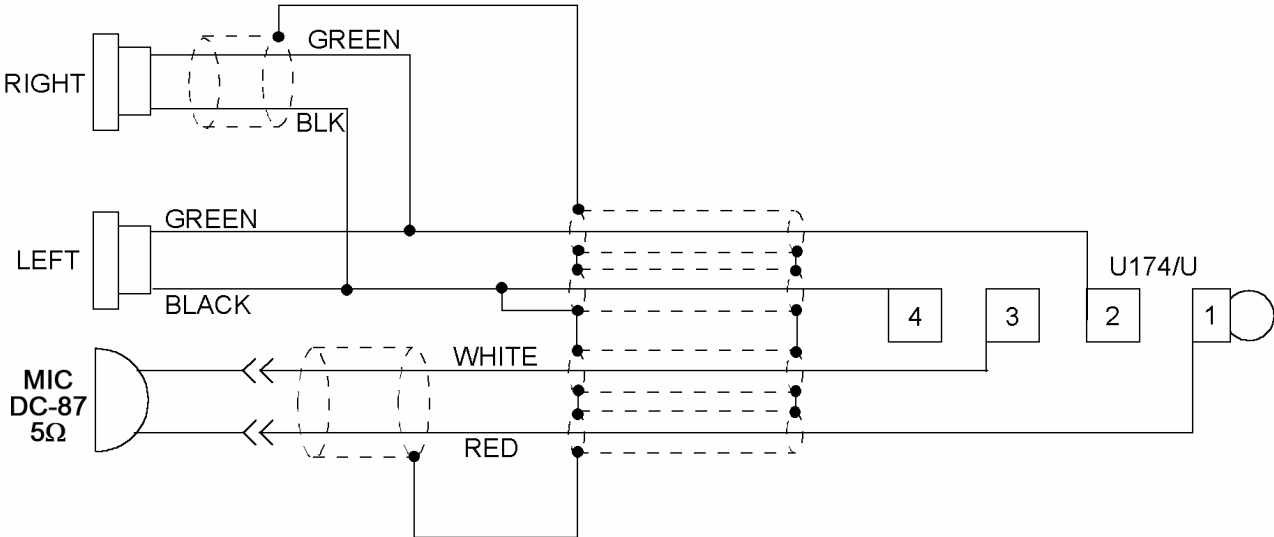 GREEN
RIGHT
BLK
GREEN
LEFT
BLACK
U174/U
4 3 2 1
WHITE
MIC
DC-87
5Ω
RED